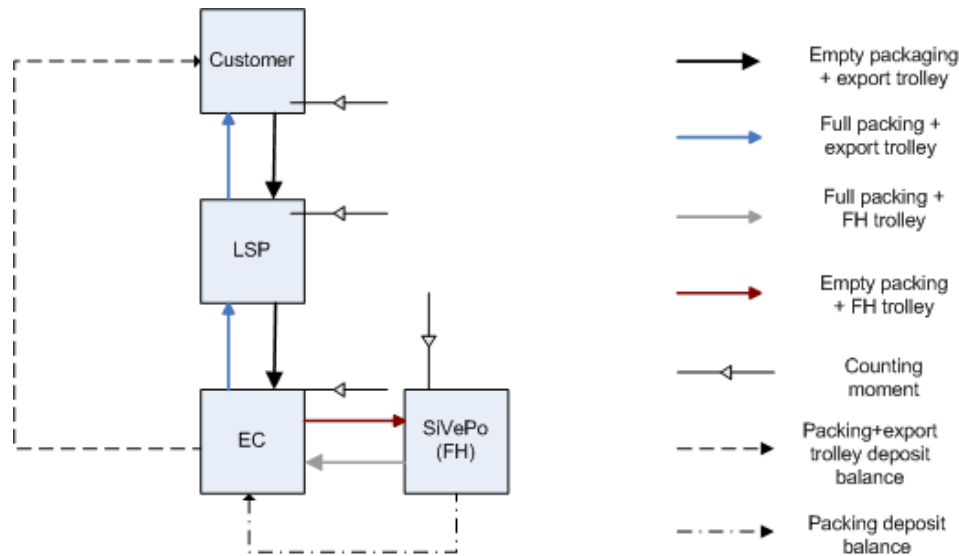 Customer
LSP
EC
SiVePo
(FH)
Empty packaging
+ export trolley
Full packing +
export trolley
Full packing +
FH trolley
Empty packing
+ FH trolley
Counting
moment
Packing+export
trolley deposit
balance
Packing deposit
balance